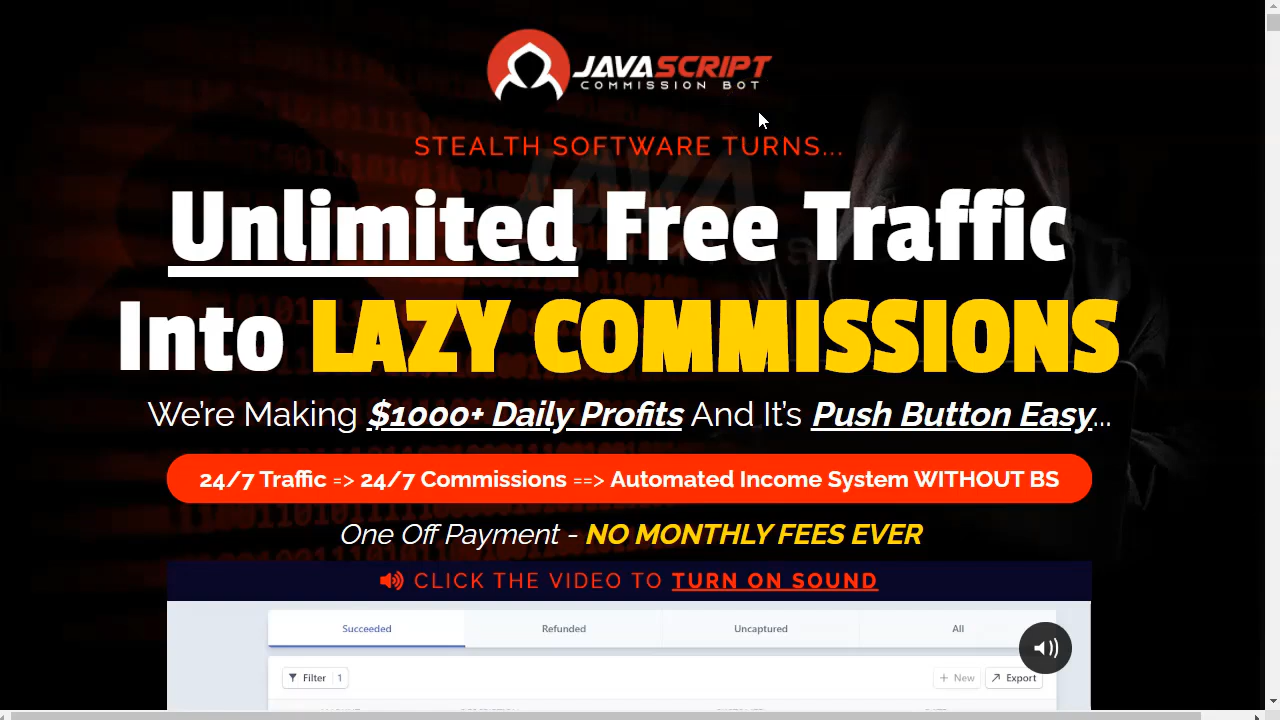 JAVASCRIPT
COMMISSION BOT
STEALTH SOFTWARE TURNS...
Unlimited Free Traffic
Into LAZY COMMISSIONS
We're Making $1000+ Daily Profits And It's Push Button Easy...
24/7 Traffic => 24/7 Commissions ==> Automated Income System WITHOUT BS
One Off Payment - NO MONTHLY FEES EVER
CLICK THE VIDEO TO TURN ON SOUND
Succeeded Refunded Uncaptured All
Filter 1 + New Export